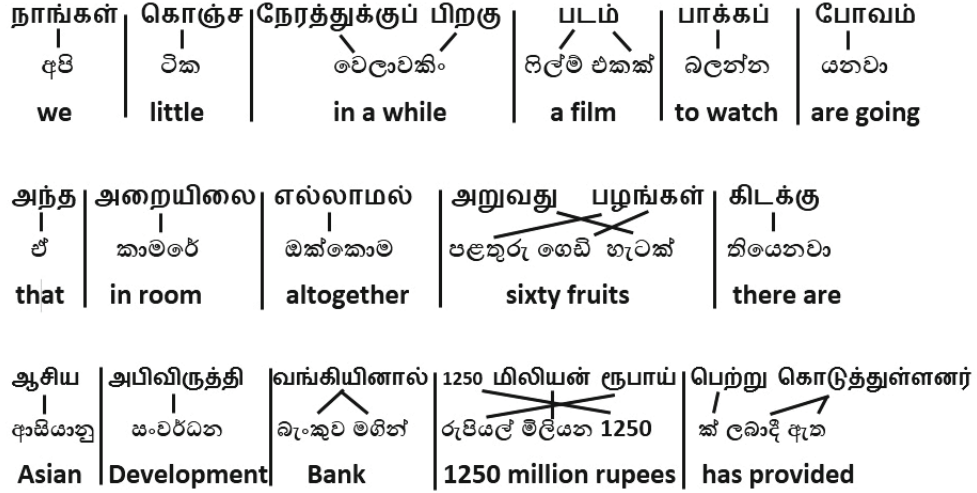 நாங்கள் கொஞ்ச நேரத்துக்குப் பிறகு படம் பாக்கப் போவம்
අපි ටික වෙලාවකිං ෆිල්ම් එකක් බලන්න යනවා
we little in a while a film to watch are going
அந்த அறையிலை எல்லாமல் அறுவது பழங்கள் கிடக்கு
ඒ කාමරේ ඔක්කොම පළතුරු ගෙඩි හැටක් තියෙනවා
that in room altogether sixty fruits there are
ஆசிய அபிவிருத்தி வங்கியினால் 1250 மிலியன் ரூபாய் பெற்று கொடுத்துள்ளனர்
ආසියානු සංවර්ධන බැංකුව මගින් රුපියල් මිලියන 1250 ක් ලබාදී ඇත
Asian Development Bank 1250 million rupees has provided